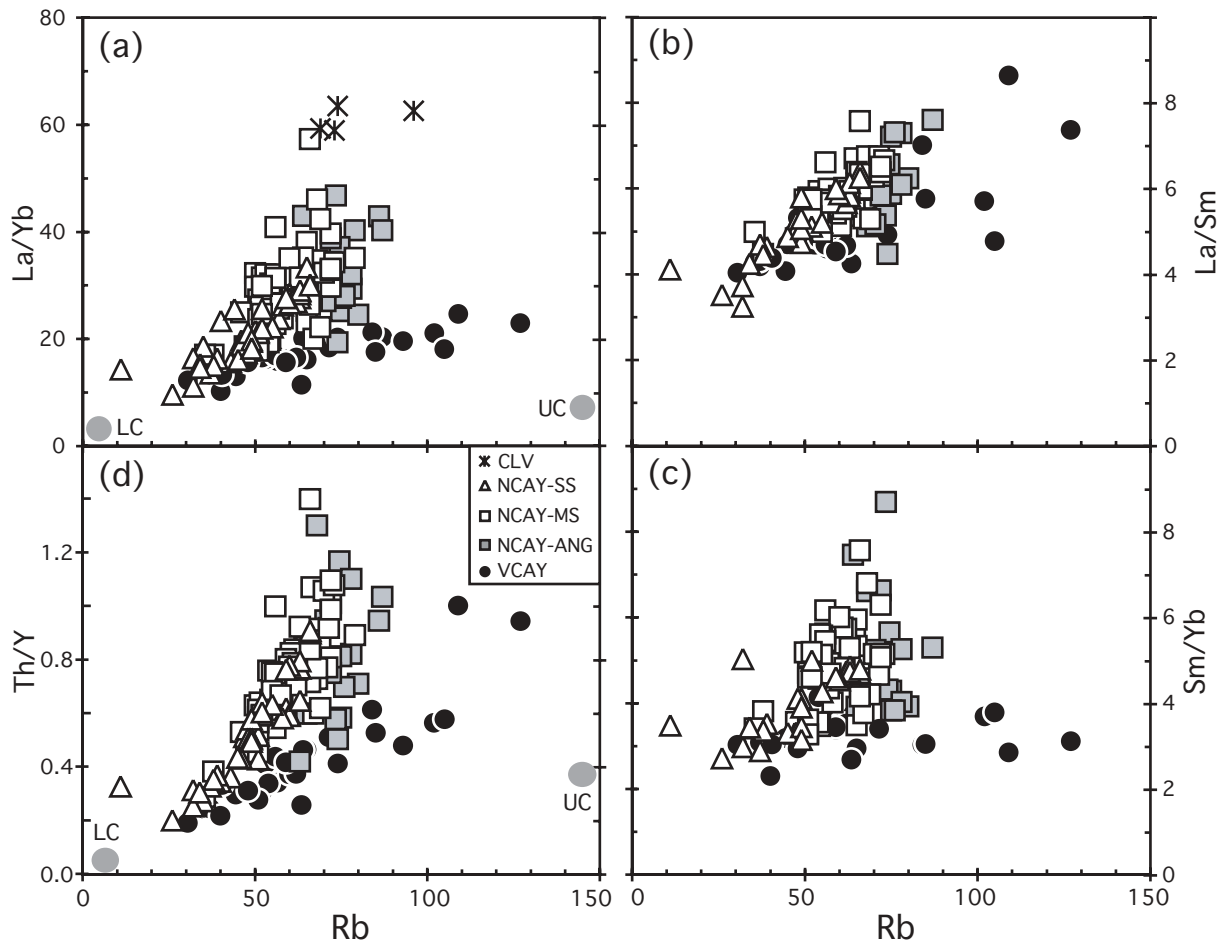 80
60
40
20
0
La/Yb
(a)
LC
UC
(b)
8
6
4
2
0
La/Sm
(d)
1.2
0.8
0.4
0.0
Th/Y
LC
UC
CLV
NCAY-SS
NCAY-MS
NCAY-ANG
VCAY
(c)
8
6
4
2
0
Sm/Yb
0
50
100
150
Rb
0
50
100
150
Rb